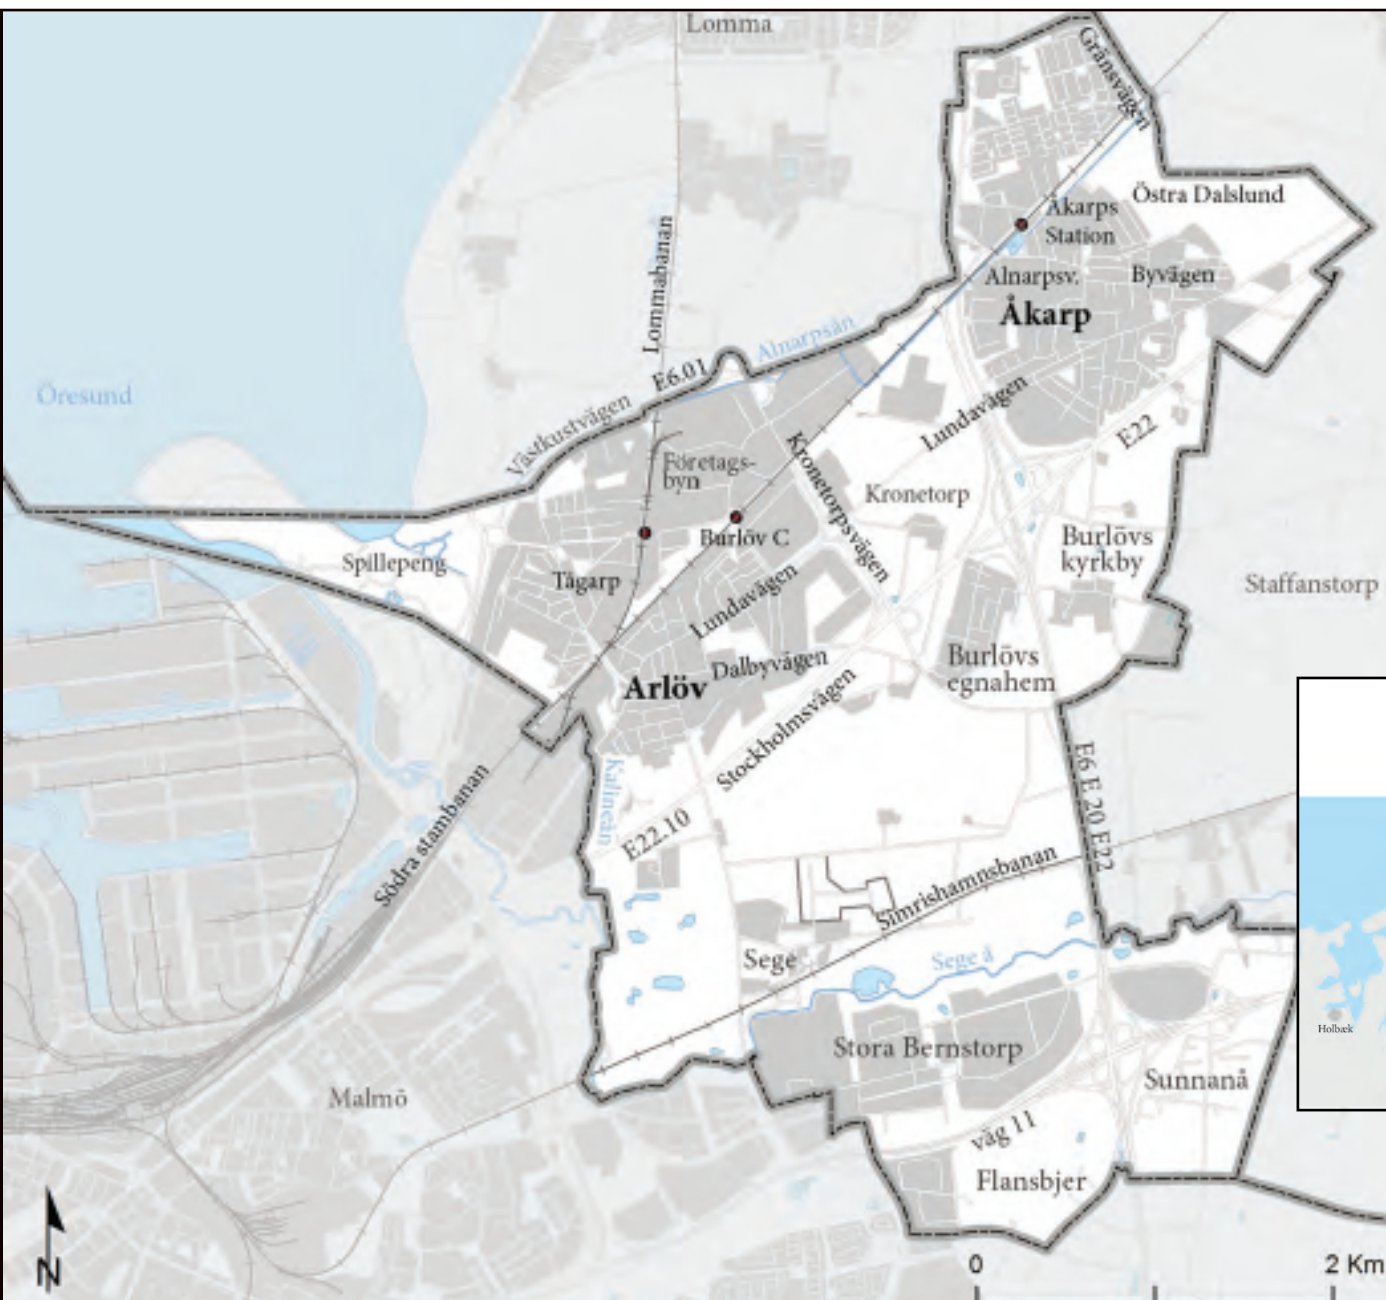 Lomma
Gränsvägen
Östra Dalslund
Åkarps
Station
Alnarpsv.
Byvägen
Åkarp
Lommabanan
Alnarpsån
E6.01
Öresund
Västkustvägen
Lundavägen
E22
Företags-
byn
Kronetorpsvägen
Kronetorp
Burlöv C
Burlövs
kyrkby
Spillepeng
Tågarp
Staffanstorp
Lundavägen
Dalbyvägen
Burlövs
egnahem
Arlöv
Stockholmsvägen
Kalineån
E22.10
E6 E 20 E22
Södra stambanan
Simrishamnsbanan
Sege
Sege å
Holbæk
Stora Bernstorp
Sunnanå
Malmö
väg 11
Flansbjer
N
0
2 Km